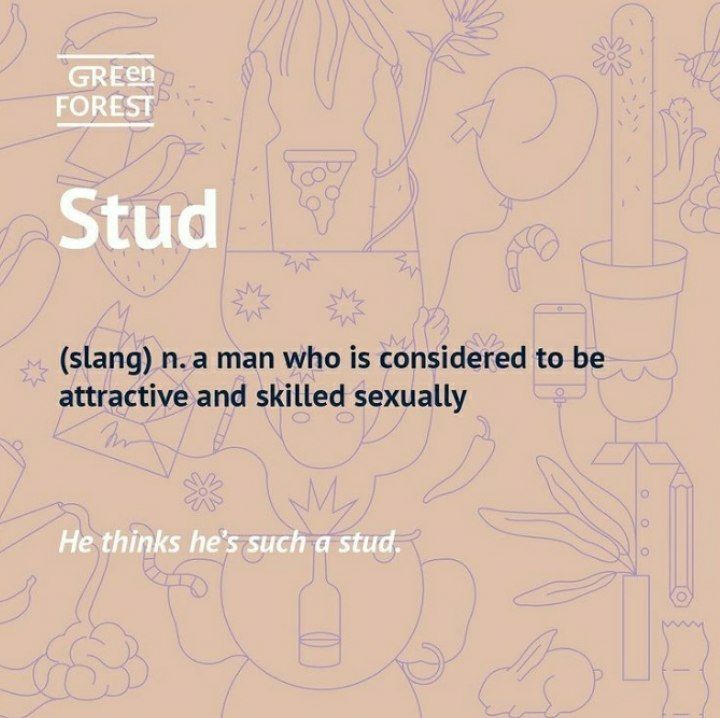 GREen
FOREST
Stud
(slang) n. a man who is considered to be
attractive and skilled sexually
He thinks he's such a stud.